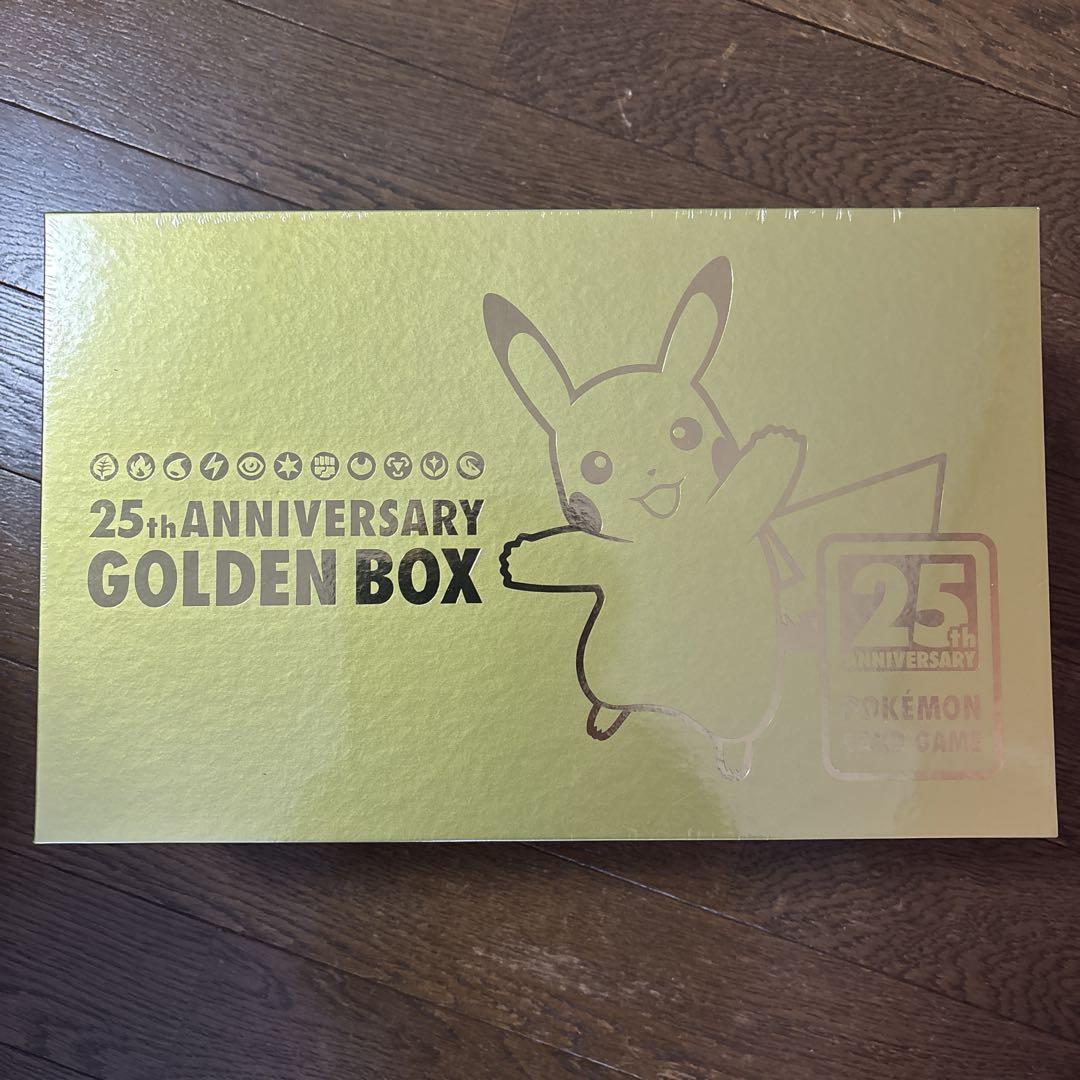 25th ANNIVERSARY
GOLDEN BOX
25th
ANNIVERSARY
POKÉMON
CARD GAME